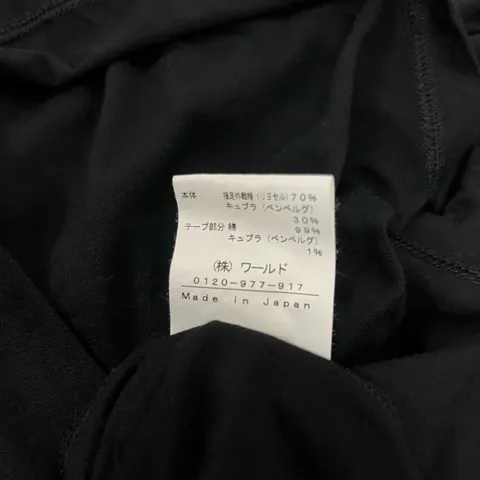 本体 指定外繊維（リヨセル）70%
キュプラ（ベンベルグ）
30%
テープ部分 綿 99%
キュプラ（ベンベルグ）
1%
（株）ワールド
0120-977-917
Made in Japan